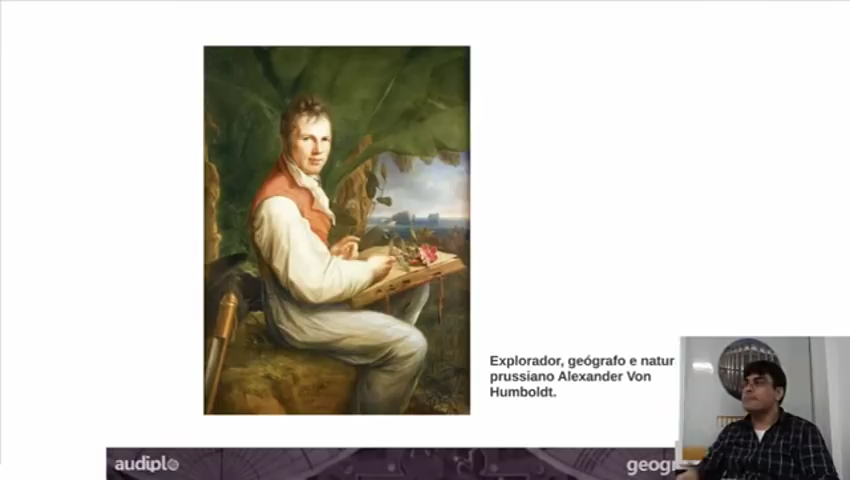 Explorador, geógrafo e natur
prussiano Alexander Von
Humboldt.
audiplo
geogr